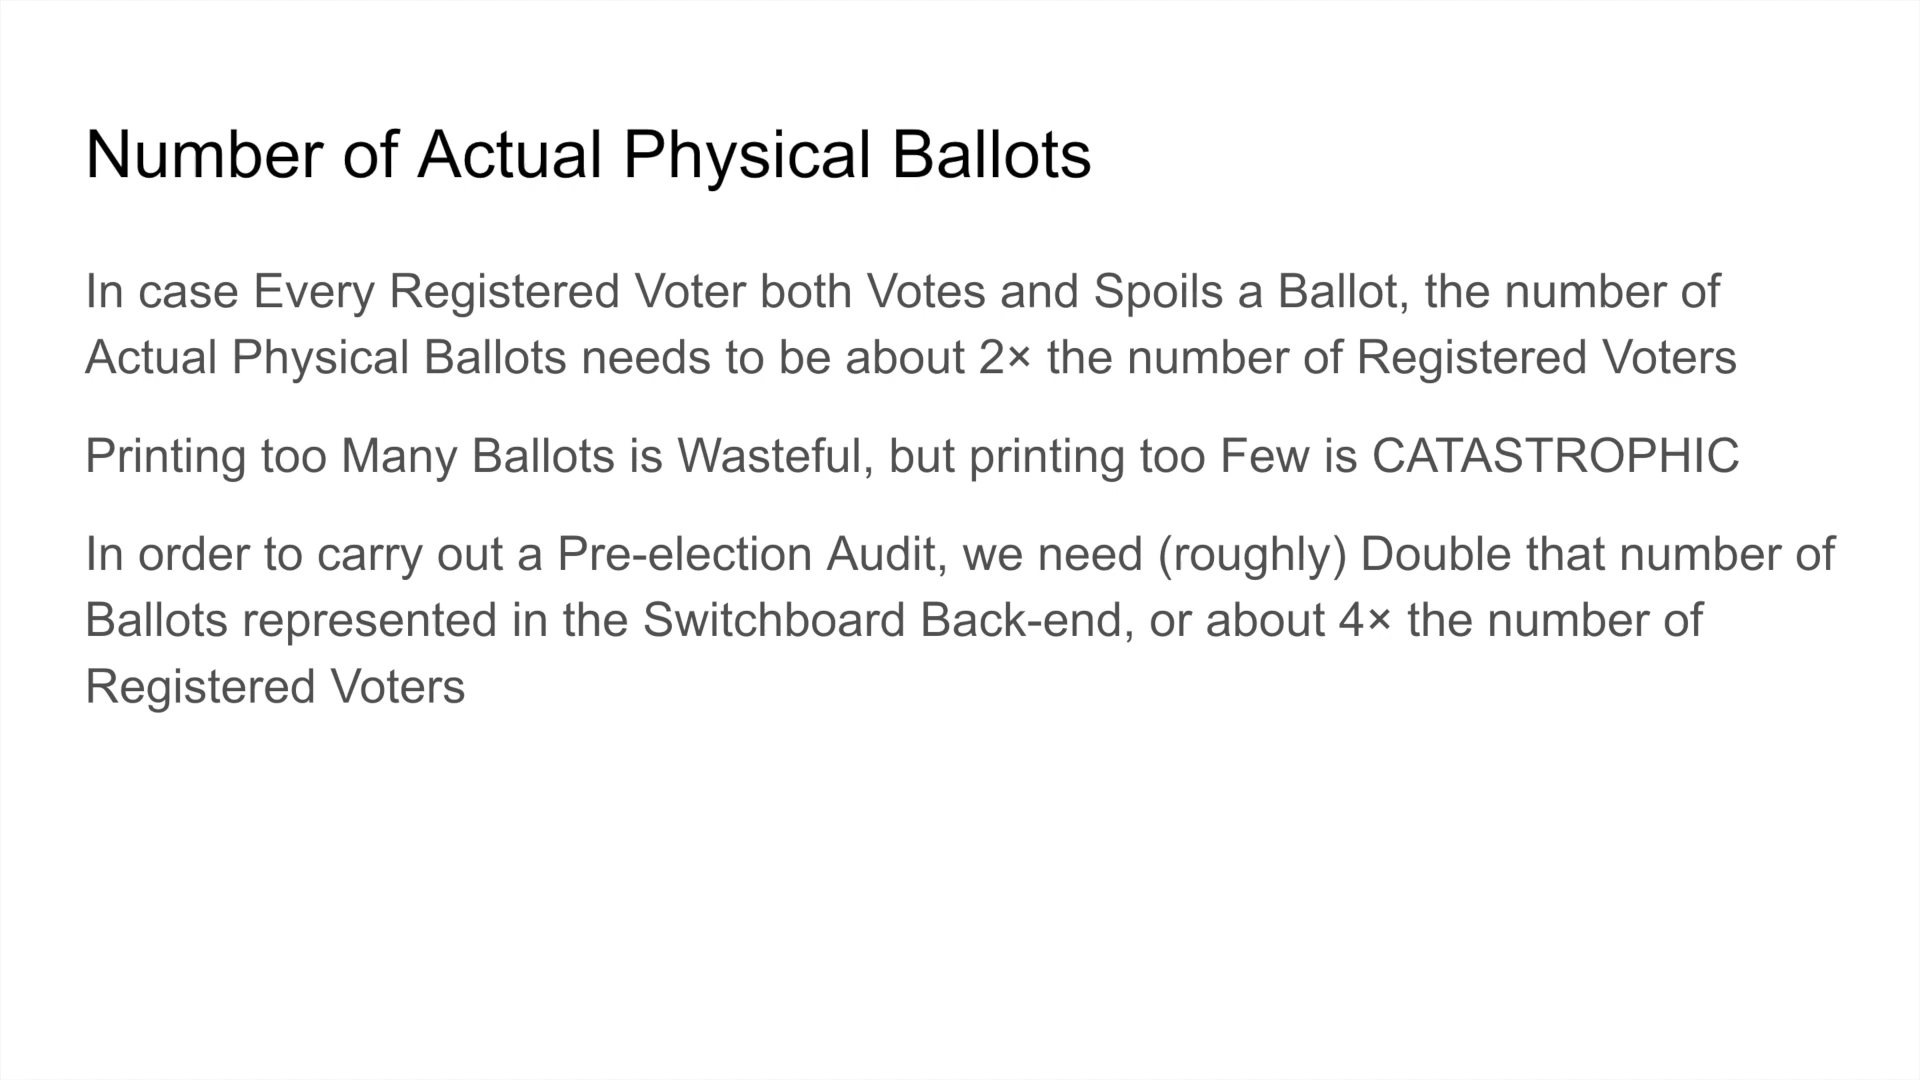 Number of Actual Physical Ballots
In case Every Registered Voter both Votes and Spoils a Ballot, the number of
Actual Physical Ballots needs to be about 2× the number of Registered Voters
Printing too Many Ballots is Wasteful, but printing too Few is CATASTROPHIC
In order to carry out a Pre-election Audit, we need (roughly) Double that number of
Ballots represented in the Switchboard Back-end, or about 4× the number of
Registered Voters